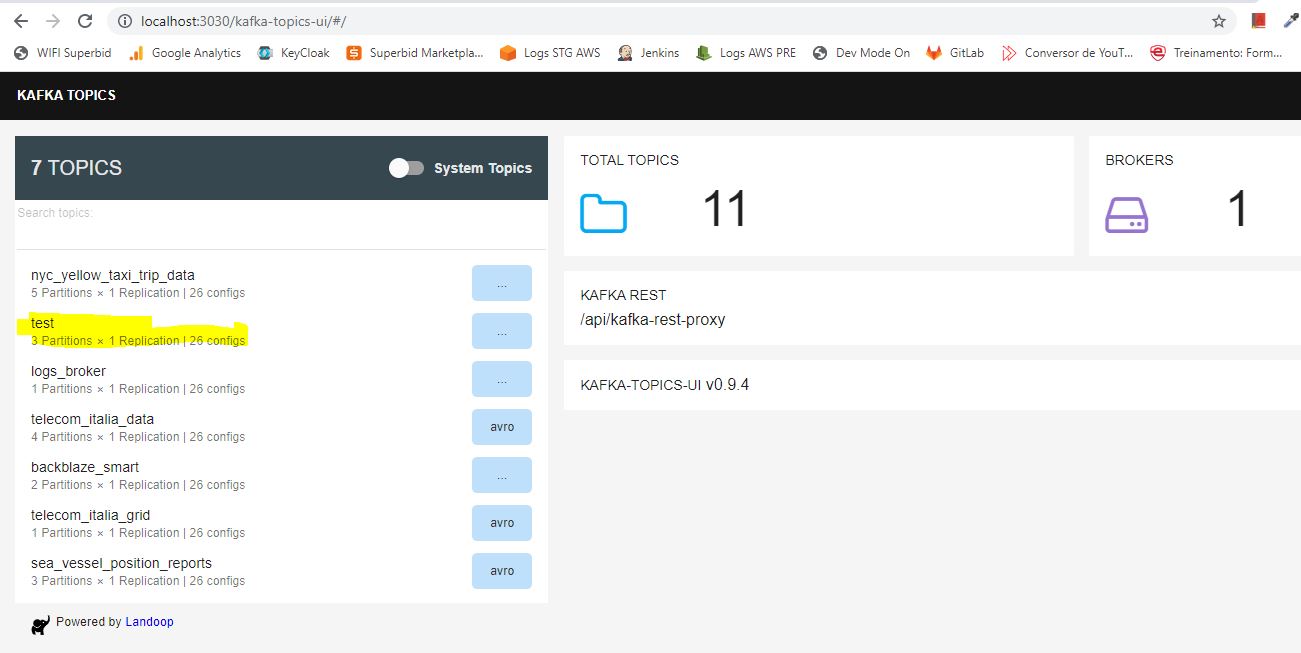 localhost:3030/kafka-topics-ui/#/
WIFI Superbid Google Analytics KeyCloak Superbid Marketpla... Logs STG AWS Jenkins Logs AWS PRE Dev Mode On GitLab Conversor de YouT... Treinamento: Form...
KAFKA TOPICS
7 TOPICS System Topics
Search topics:
nyc_yellow_taxi_trip_data
5 Partitions × 1 Replication | 26 configs
...
test
3 Partitions × 1 Replication | 26 configs
...
logs_broker
1 Partitions × 1 Replication | 26 configs
...
telecom_italia_data
4 Partitions × 1 Replication | 26 configs
avro
backblaze_smart
2 Partitions × 1 Replication | 26 configs
...
telecom_italia_grid
1 Partitions × 1 Replication | 26 configs
avro
sea_vessel_position_reports
3 Partitions × 1 Replication | 26 configs
avro
Powered by Landoop
TOTAL TOPICS
11
BROKERS
1
KAFKA REST
/api/kafka-rest-proxy
KAFKA-TOPICS-UI v0.9.4